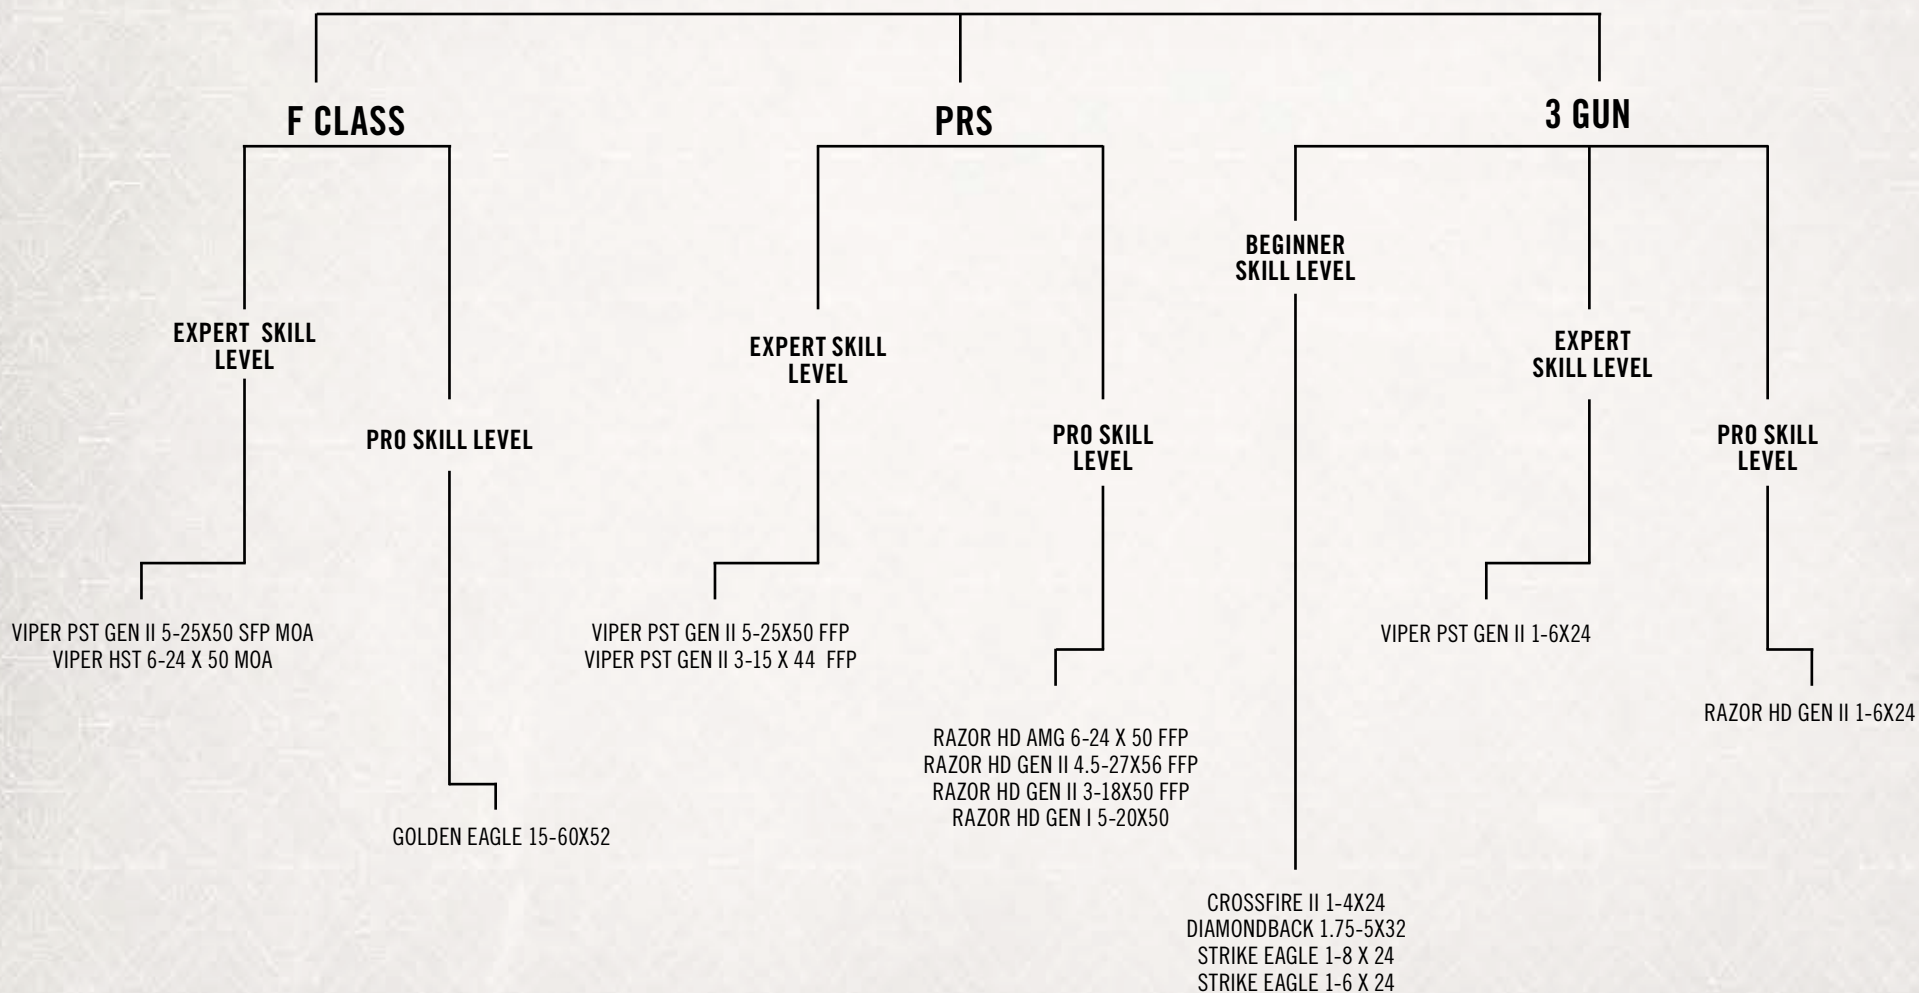 F CLASS
EXPERT  SKILL
LEVEL
VIPER PST GEN II 5-25X50 SFP MOA
VIPER HST 6-24 X 50 MOA
PRO SKILL LEVEL
GOLDEN EAGLE 15-60X52
PRS
EXPERT SKILL
LEVEL
VIPER PST GEN II 5-25X50 FFP
VIPER PST GEN II 3-15 X 44  FFP
PRO SKILL
LEVEL
RAZOR HD AMG 6-24 X 50 FFP
RAZOR HD GEN II 4.5-27X56 FFP
RAZOR HD GEN II 3-18X50 FFP
RAZOR HD GEN I 5-20X50
3 GUN
BEGINNER
SKILL LEVEL
CROSSFIRE II 1-4X24
DIAMONDBACK 1.75-5X32
STRIKE EAGLE 1-8 X 24
STRIKE EAGLE 1-6 X 24
EXPERT
SKILL LEVEL
VIPER PST GEN II 1-6X24
PRO SKILL
LEVEL
RAZOR HD GEN II 1-6X24